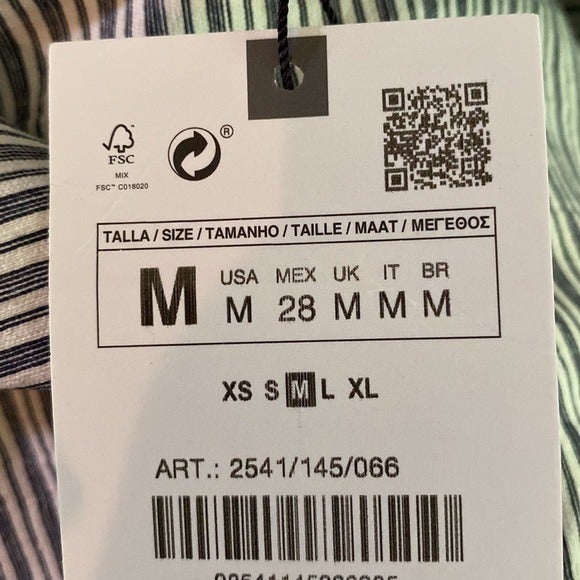 FSC
MIX
FSC™ C018020
®
TALLA / SIZE / TAMANHO / TAILLE / MAAT / ΜΕΓΕΘΟΣ
M USA MEX UK IT BR
M 28 M M M
XS S M L XL
ART.: 2541/145/066